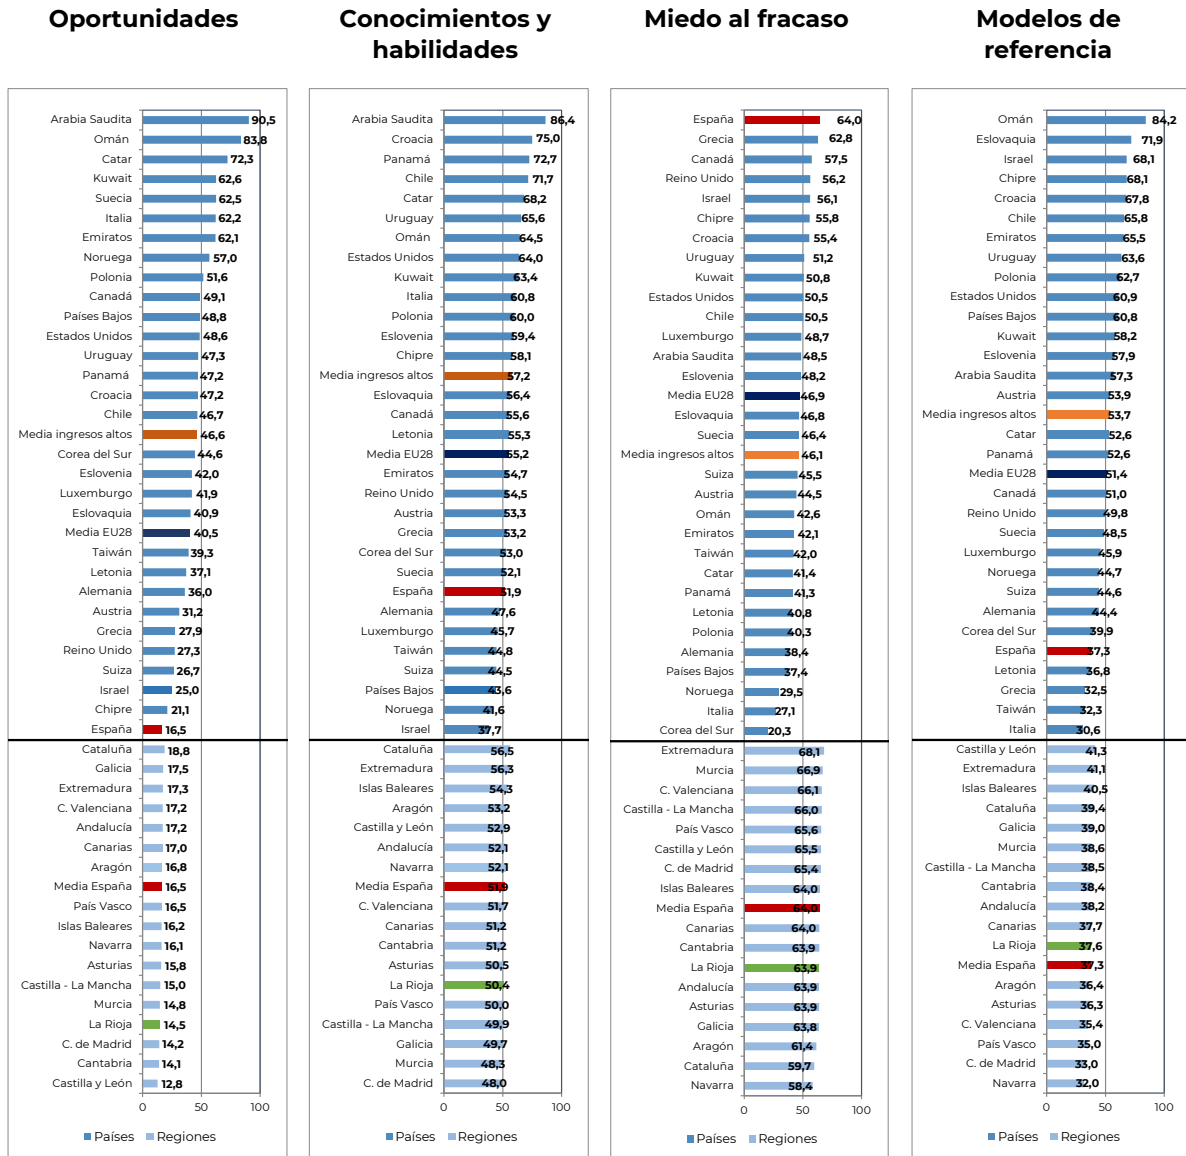 Oportunidades
Arabia Saudita 90,5
Omán 83,8
Catar 72,3
Kuwait 62,6
Suecia 62,5
Italia 62,2
Emiratos 62,1
Noruega 57,0
Polonia 51,6
Canadá 49,1
Países Bajos 48,8
Estados Unidos 48,6
Uruguay 47,3
Panamá 47,2
Croacia 47,2
Chile 46,7
Media ingresos altos 46,6
Corea del Sur 44,6
Eslovenia 42,0
Luxemburgo 41,9
Eslovaquia 40,9
Media EU28 40,5
Taiwán 39,3
Letonia 37,1
Alemania 36,0
Austria 31,2
Grecia 27,9
Reino Unido 27,3
Suiza 26,7
Israel 25,0
Chipre 21,1
España 16,5
Cataluña 18,8
Galicia 17,5
Extremadura 17,3
C. Valenciana 17,2
Andalucía 17,2
Canarias 17,0
Aragón 16,8
Media España 16,5
País Vasco 16,5
Islas Baleares 16,2
Navarra 16,1
Asturias 15,8
Castilla - La Mancha 15,0
Murcia 14,8
La Rioja 14,5
C. de Madrid 14,2
Cantabria 14,1
Castilla y León 12,8
0 50 100
Países Regiones
Conocimientos y
habilidades
Arabia Saudita 86,4
Croacia 75,0
Panamá 72,7
Chile 71,7
Catar 68,2
Uruguay 65,6
Omán 64,5
Estados Unidos 64,0
Kuwait 63,4
Italia 60,8
Polonia 60,0
Eslovenia 59,4
Chipre 58,1
Media ingresos altos 57,2
Eslovaquia 56,4
Canadá 55,6
Letonia 55,3
Media EU28 55,2
Emiratos 54,7
Reino Unido 54,5
Austria 53,3
Grecia 53,2
Corea del Sur 53,0
Suecia 52,1
España 51,9
Alemania 47,6
Luxemburgo 45,7
Taiwán 44,8
Suiza 44,5
Países Bajos 43,6
Noruega 41,6
Israel 37,7
Cataluña 56,5
Extremadura 56,3
Islas Baleares 54,3
Aragón 53,2
Castilla y León 52,9
Andalucía 52,1
Navarra 52,1
Media España 51,9
C. Valenciana 51,7
Canarias 51,2
Cantabria 51,2
Asturias 50,5
La Rioja 50,4
País Vasco 50,0
Castilla - La Mancha 49,9
Galicia 49,7
Murcia 48,3
C. de Madrid 48,0
0 50 100
Países Regiones
Miedo al fracaso
España 64,0
Grecia 62,8
Canadá 57,5
Reino Unido 56,2
Israel 56,1
Chipre 55,8
Croacia 55,4
Uruguay 51,2
Kuwait 50,8
Estados Unidos 50,5
Chile 50,5
Luxemburgo 48,7
Arabia Saudita 48,5
Eslovenia 48,2
Media EU28 46,9
Eslovaquia 46,8
Suecia 46,4
Media ingresos altos 46,1
Suiza 45,5
Austria 44,5
Omán 42,6
Emiratos 42,1
Taiwán 42,0
Catar 41,4
Panamá 41,3
Letonia 40,8
Polonia 40,3
Alemania 38,4
Países Bajos 37,4
Noruega 29,5
Italia 27,1
Corea del Sur 20,3
Extremadura 68,1
Murcia 66,9
C. Valenciana 66,1
Castilla - La Mancha 66,0
País Vasco 65,6
Castilla y León 65,5
C. de Madrid 65,4
Islas Baleares 64,0
Media España 64,0
Canarias 64,0
Cantabria 63,9
La Rioja 63,9
Andalucía 63,9
Asturias 63,9
Galicia 63,8
Aragón 61,4
Cataluña 59,7
Navarra 58,4
0 50 100
Países Regiones
Modelos de
referencia
Omán 84,2
Eslovaquia 71,9
Israel 68,1
Chipre 68,1
Croacia 67,8
Chile 65,8
Emiratos 65,5
Uruguay 63,6
Polonia 62,7
Estados Unidos 60,9
Países Bajos 60,8
Kuwait 58,2
Eslovenia 57,9
Arabia Saudita 57,3
Austria 53,9
Media ingresos altos 53,7
Catar 52,6
Panamá 52,6
Media EU28 51,4
Canadá 51,0
Reino Unido 49,8
Suecia 48,5
Luxemburgo 45,9
Noruega 44,7
Suiza 44,6
Alemania 44,4
Corea del Sur 39,9
España 37,3
Letonia 36,8
Grecia 32,5
Taiwán 32,3
Italia 30,6
Castilla y León 41,3
Extremadura 41,1
Islas Baleares 40,5
Cataluña 39,4
Galicia 39,0
Murcia 38,6
Castilla - La Mancha 38,5
Cantabria 38,4
Andalucía 38,2
Canarias 37,7
La Rioja 37,6
Media España 37,3
Aragón 36,4
Asturias 36,3
C. Valenciana 35,4
País Vasco 35,0
C. de Madrid 33,0
Navarra 32,0
0 50 100
Países Regiones